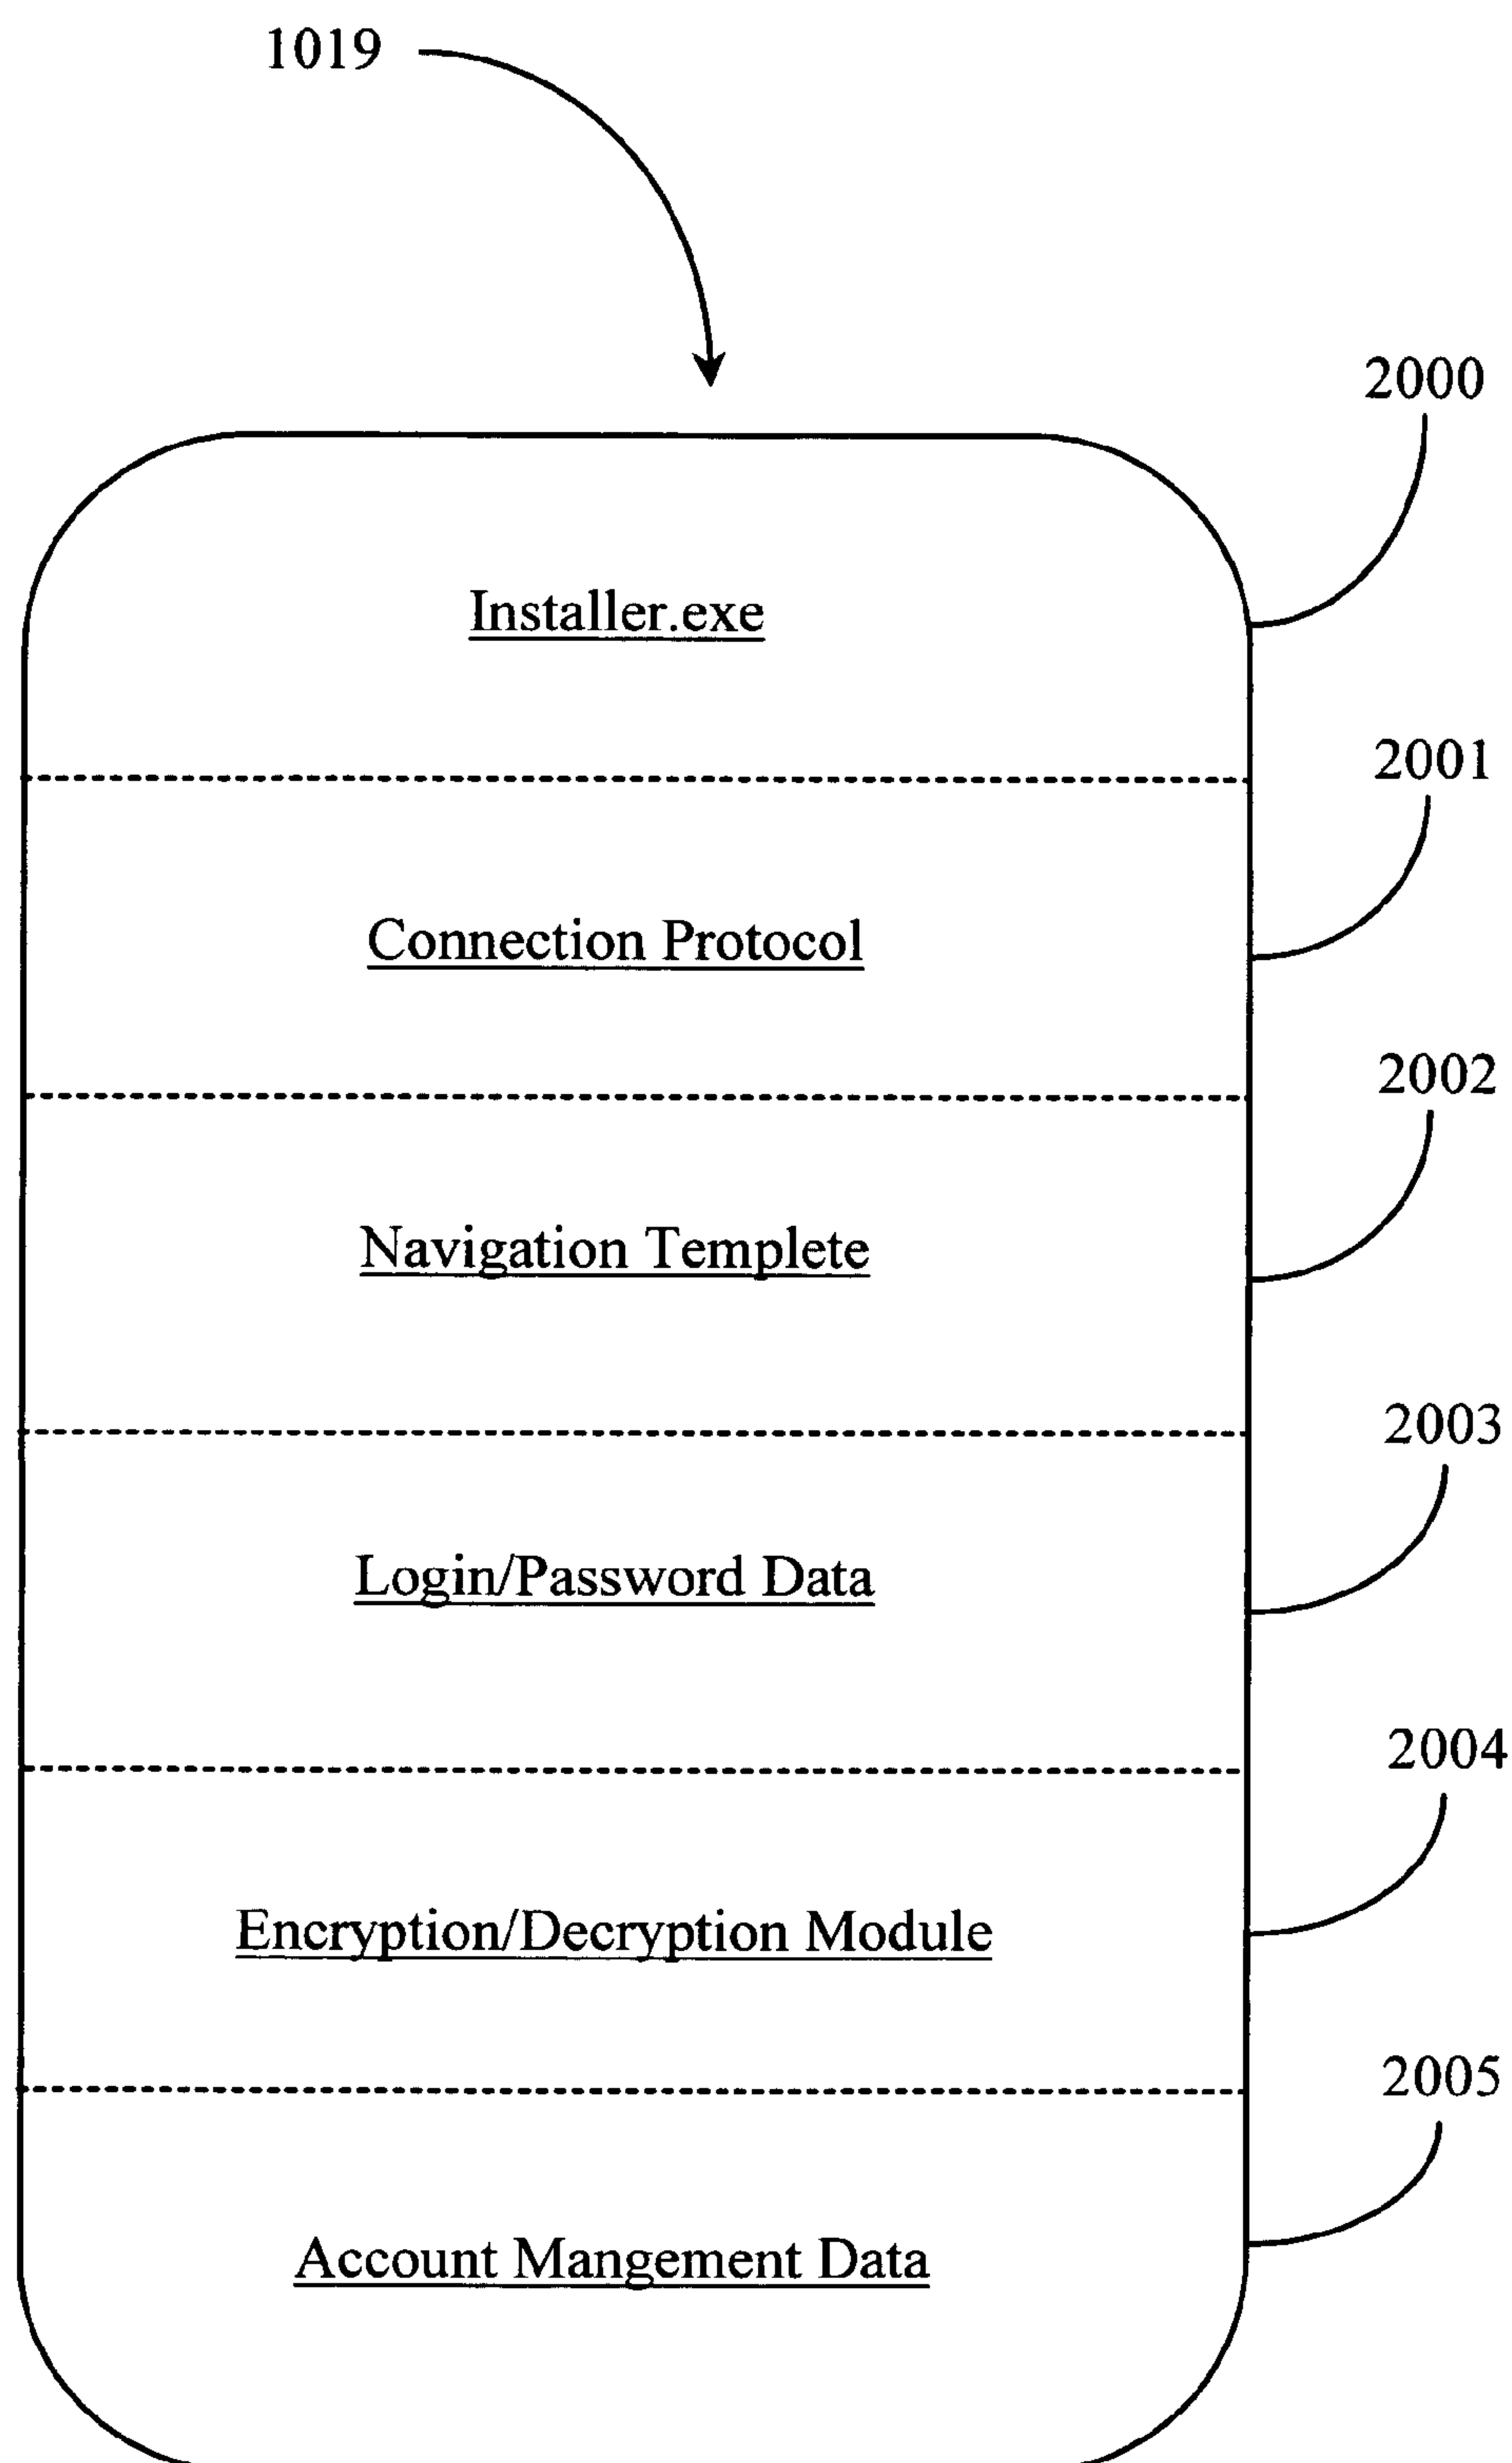 1019
2000
Installer.exe
2001
Connection Protocol
2002
Navigation Templete
2003
Login/Password Data
2004
Encryption/Decryption Module
2005
Account Mangement Data